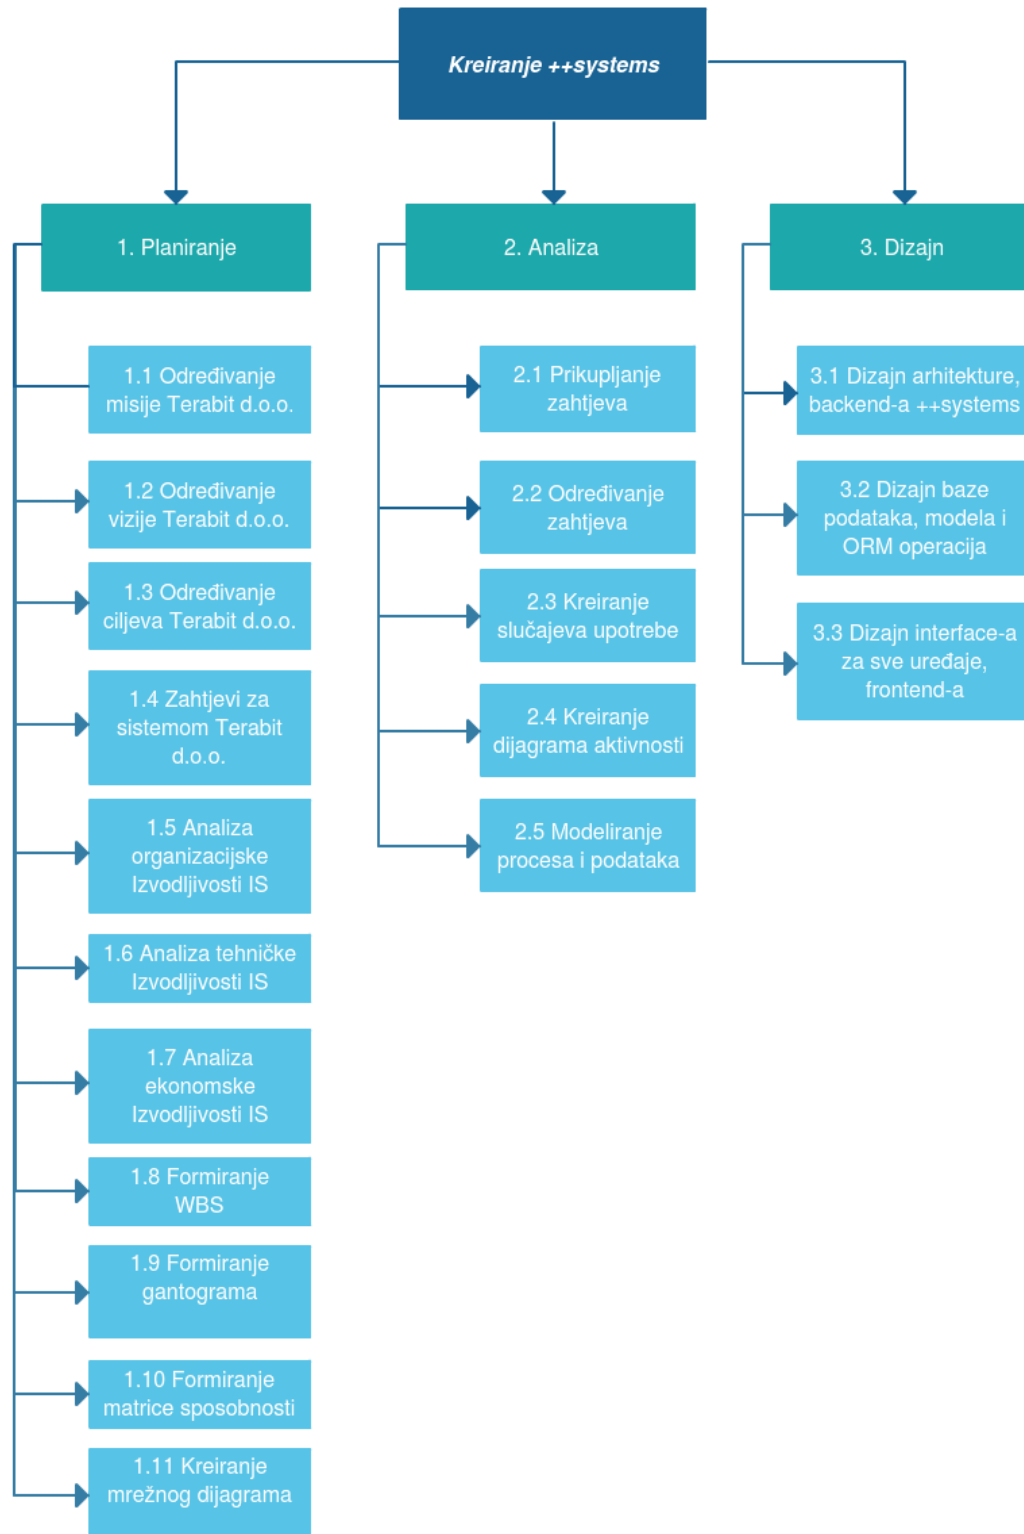 Kreiranje ++systems
1. Planiranje
1.1 Određivanje
misije Terabit d.o.o.
1.2 Određivanje
vizije Terabit d.o.o.
1.3 Određivanje
ciljeva Terabit d.o.o.
1.4 Zahtjevi za
sistemom Terabit
d.o.o.
1.5 Analiza
organizacijske
Izvodljivosti IS
1.6 Analiza tehničke
Izvodljivosti IS
1.7 Analiza
ekonomske
Izvodljivosti IS
1.8 Formiranje
WBS
1.9 Formiranje
gantograma
1.10 Formiranje
matrice sposobnosti
1.11 Kreiranje
mrežnog dijagrama
2. Analiza
2.1 Prikupljanje
zahtjeva
2.2 Određivanje
zahtjeva
2.3 Kreiranje
slučajeva upotrebe
2.4 Kreiranje
dijagrama aktivnosti
2.5 Modeliranje
procesa i podataka
3. Dizajn
3.1 Dizajn arhitekture,
backend-a ++systems
3.2 Dizajn baze
podataka, modela i
ORM operacija
3.3 Dizajn interface-a
za sve uređaje,
frontend-a